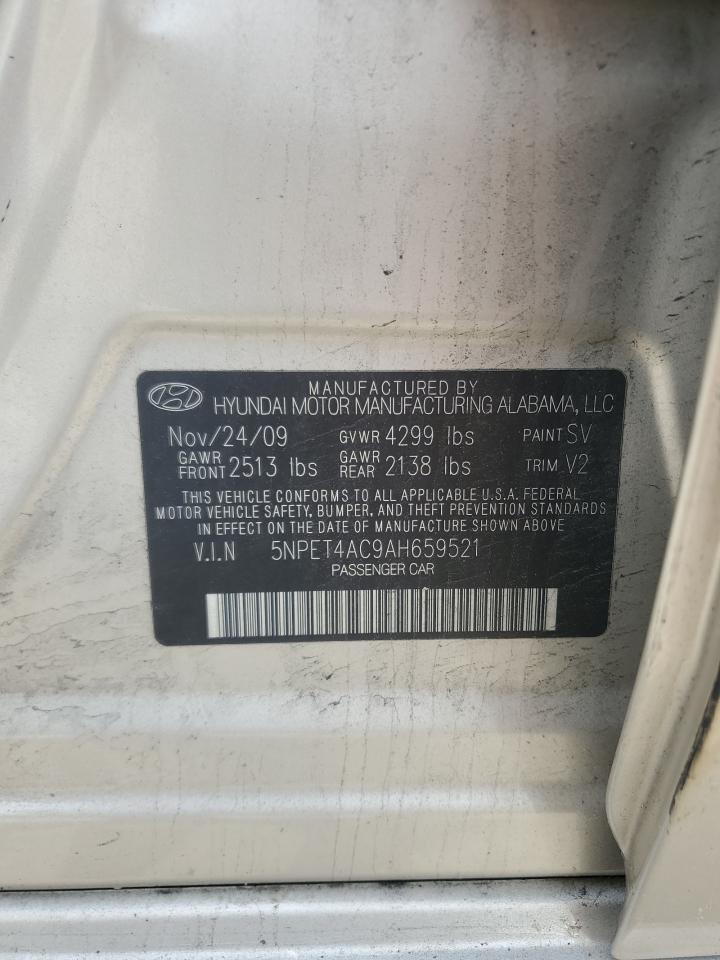 MANUFACTURED BY
HYUNDAI MOTOR MANUFACTURING ALABAMA, LLC
Nov/24/09 GVWR 4299 lbs PAINT SV
GAWR FRONT 2513 lbs GAWR REAR 2138 lbs TRIM V2
THIS VEHICLE CONFORMS TO ALL APPLICABLE U.S.A. FEDERAL
MOTOR VEHICLE SAFETY, BUMPER, AND THEFT PREVENTION STANDARDS
IN EFFECT ON THE DATE OF MANUFACTURE SHOWN ABOVE
V.I.N 5NPET4AC9AH659521
PASSENGER CAR